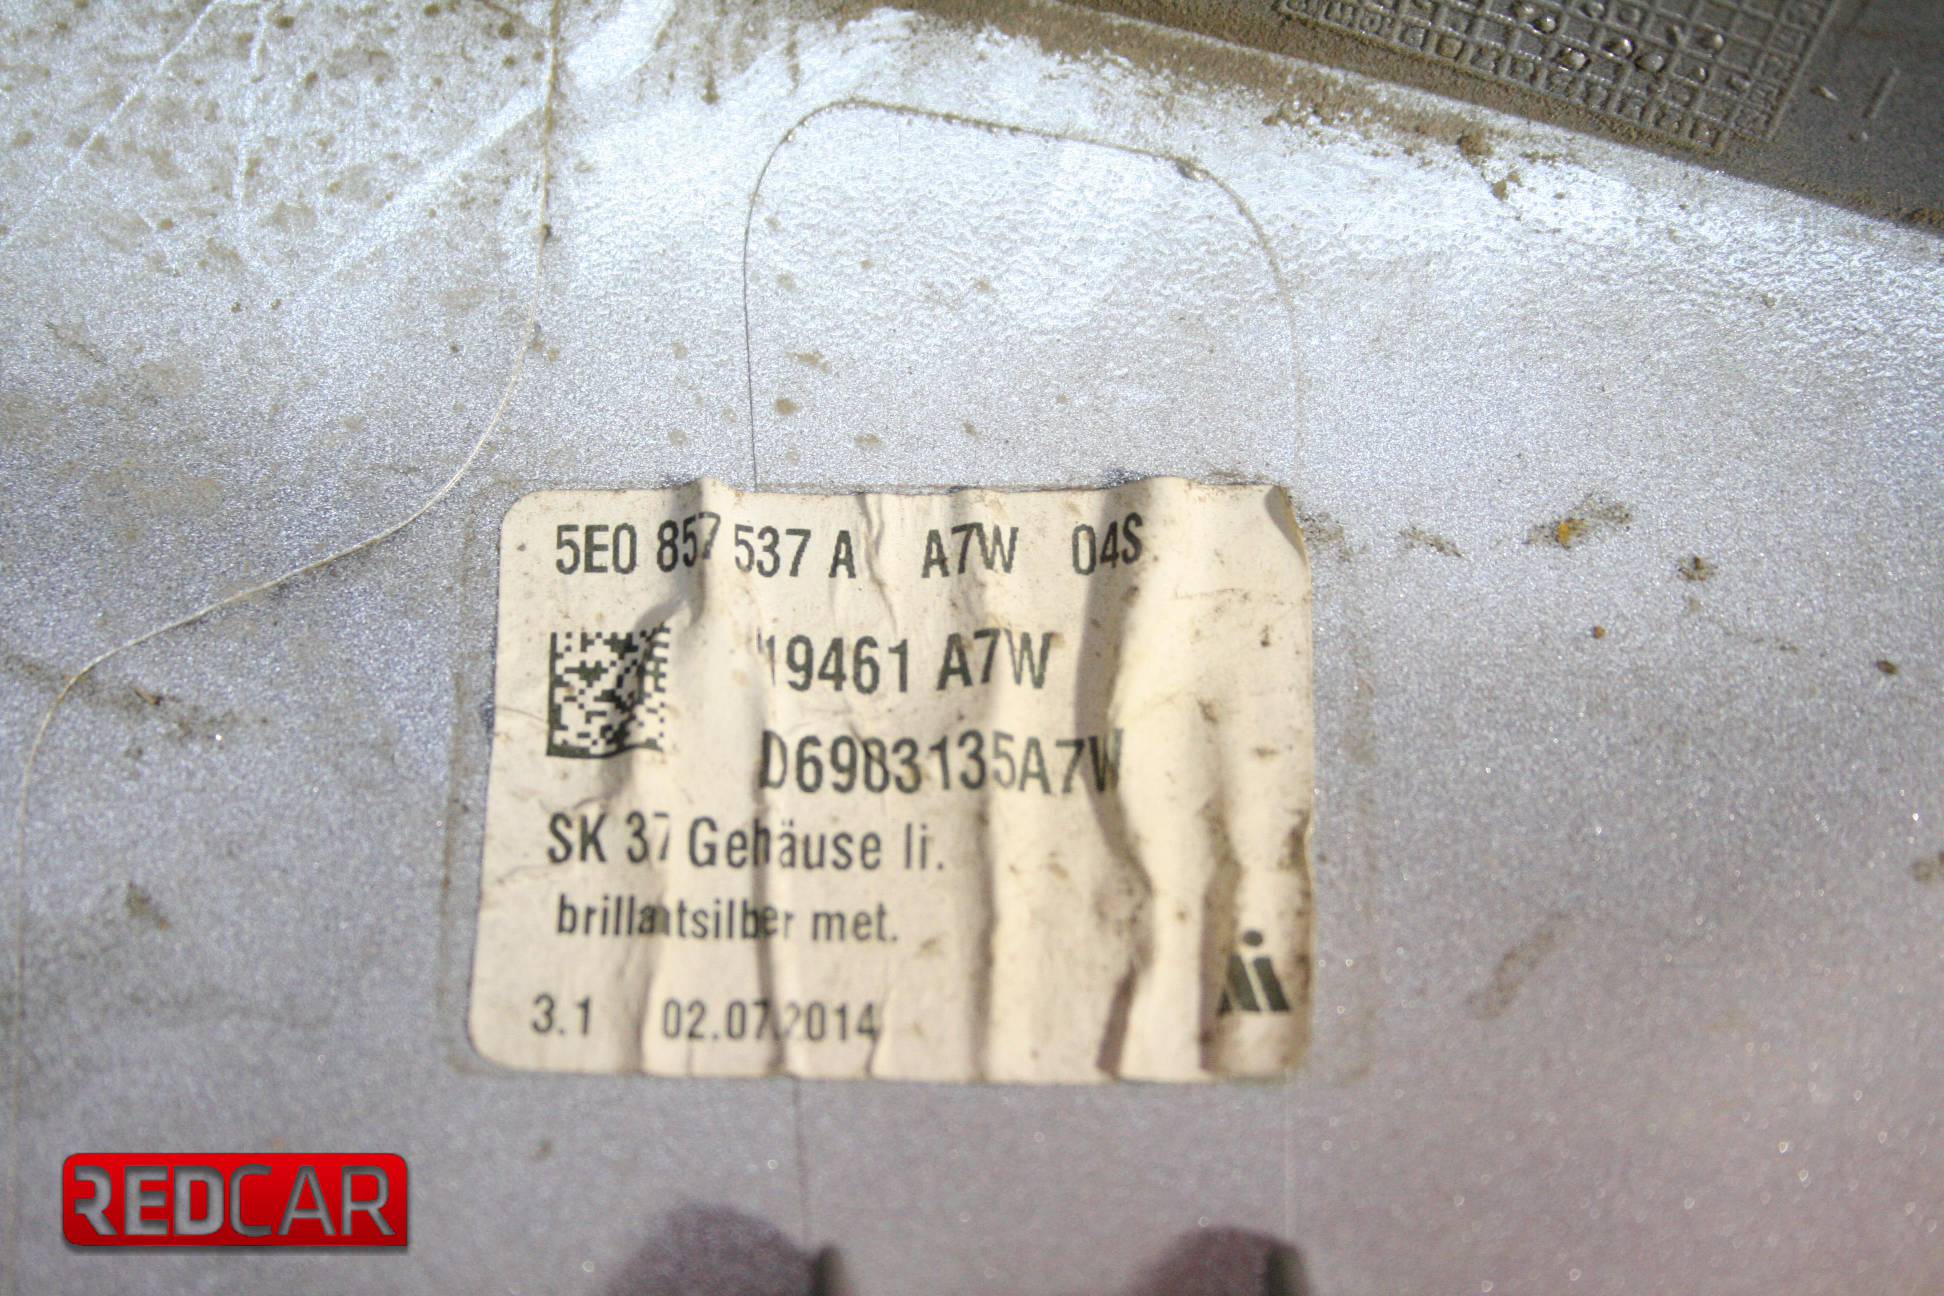 5E0 857 537 A A7W 04S
19461 A7W
D6983135A7W
SK 37 Gehäuse li.
brillantsilber met.
3.1 02.07.2014
REDCAR